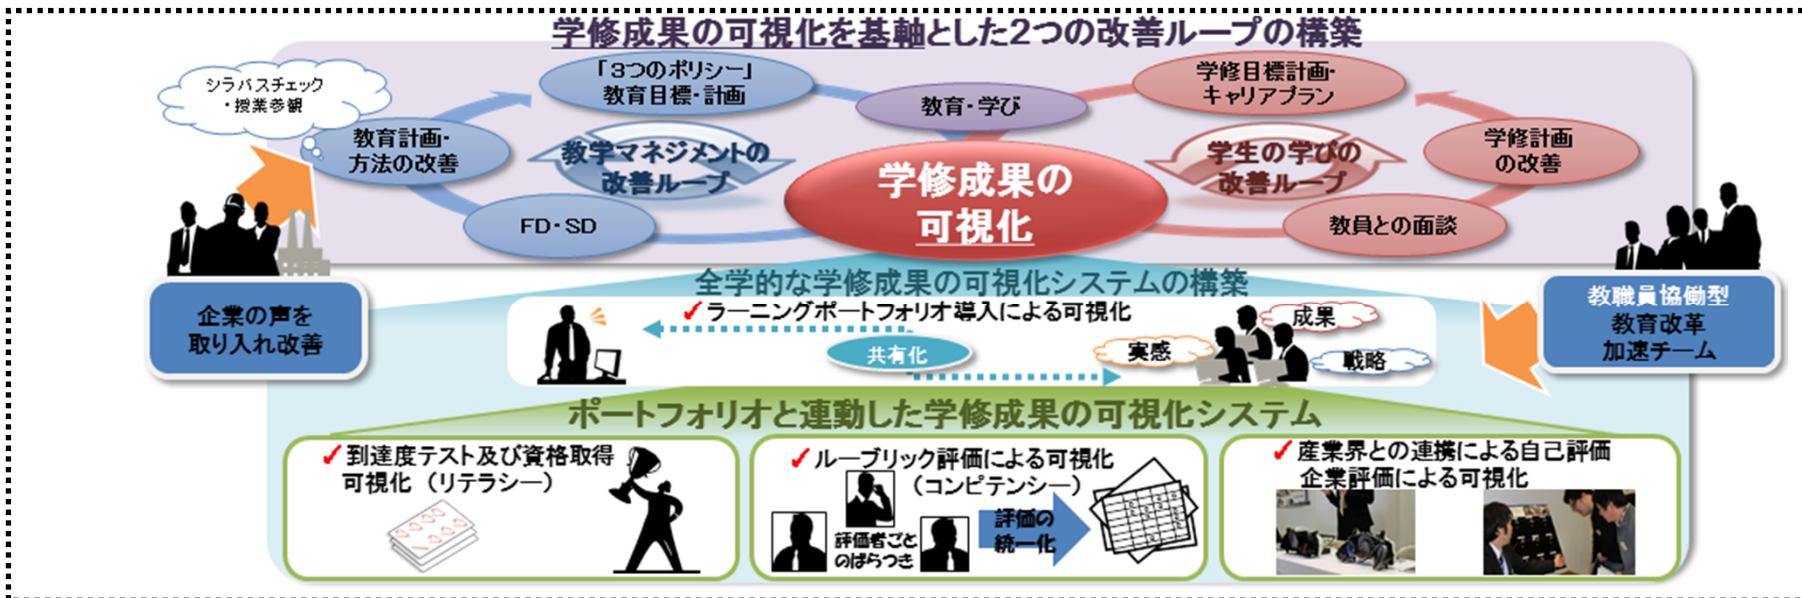 学修成果の可視化を基軸とした2つの改善ループの構築
シラバスチェック
・授業参観
「３つのポリシー」
教育目標・計画
教育・学び
学修目標計画・
キャリアプラン
教育計画・
方法の改善
教学マネジメントの
改善ループ
学修成果の
可視化
学生の学びの
改善ループ
学修計画
の改善
FD・SD
教員との面談
企業の声を
取り入れ改善
全学的な学修成果の可視化システムの構築
✓ラーニングポートフォリオ導入による可視化
共有化
成果
実感
戦略
教職員協働型
教育改革
加速チーム
ポートフォリオと連動した学修成果の可視化システム
✓到達度テスト及び資格取得
可視化（リテラシー）
✓ルーブリック評価による可視化
（コンピテンシー）
評価者ごと
のばらつき
評価の
統一化
✓産業界との連携による自己評価
企業評価による可視化